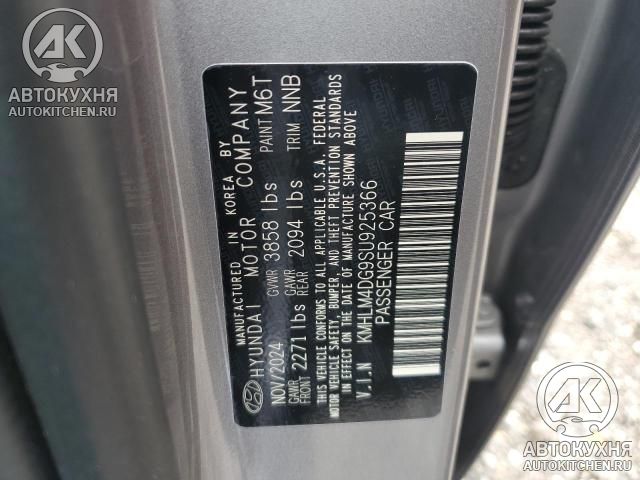 MANUFACTURED IN KOREA BY
HYUNDAI MOTOR COMPANY
NOV/2024 GVWR 3858 lbs PAINT M6T
GAWR FRONT 2271 lbs GAWR REAR 2094 lbs TRIM NNB
THIS VEHICLE CONFORMS TO ALL APPLICABLE U.S.A. FEDERAL
MOTOR VEHICLE SAFETY, BUMPER, AND THEFT PREVENTION STANDARDS
IN EFFECT ON THE DATE OF MANUFACTURE SHOWN ABOVE
V.I.N KMHLM4DG9SU925366
PASSENGER CAR
AK
АВТОКУХНЯ
AUTOKITCHEN.RU
AK
АВТОКУХНЯ
AUTOKITCHEN.RU